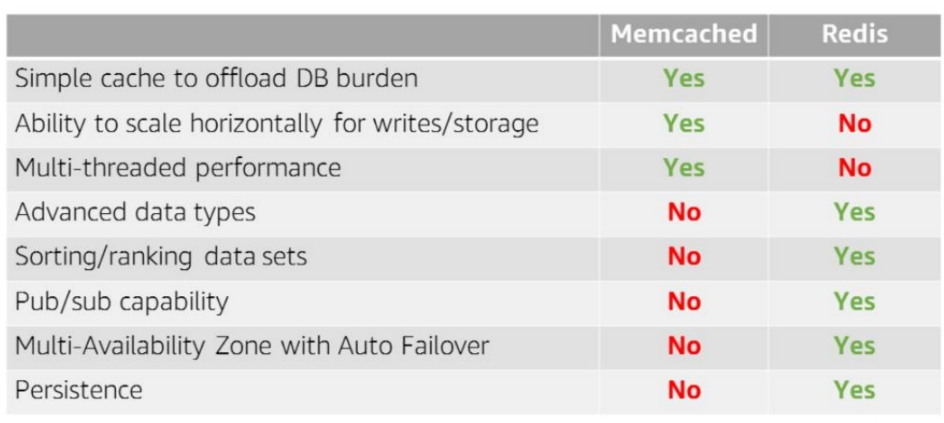 Memcached Redis
Simple cache to offload DB burden Yes Yes
Ability to scale horizontally for writes/storage Yes No
Multi-threaded performance Yes No
Advanced data types No Yes
Sorting/ranking data sets No Yes
Pub/sub capability No Yes
Multi-Availability Zone with Auto Failover No Yes
Persistence No Yes